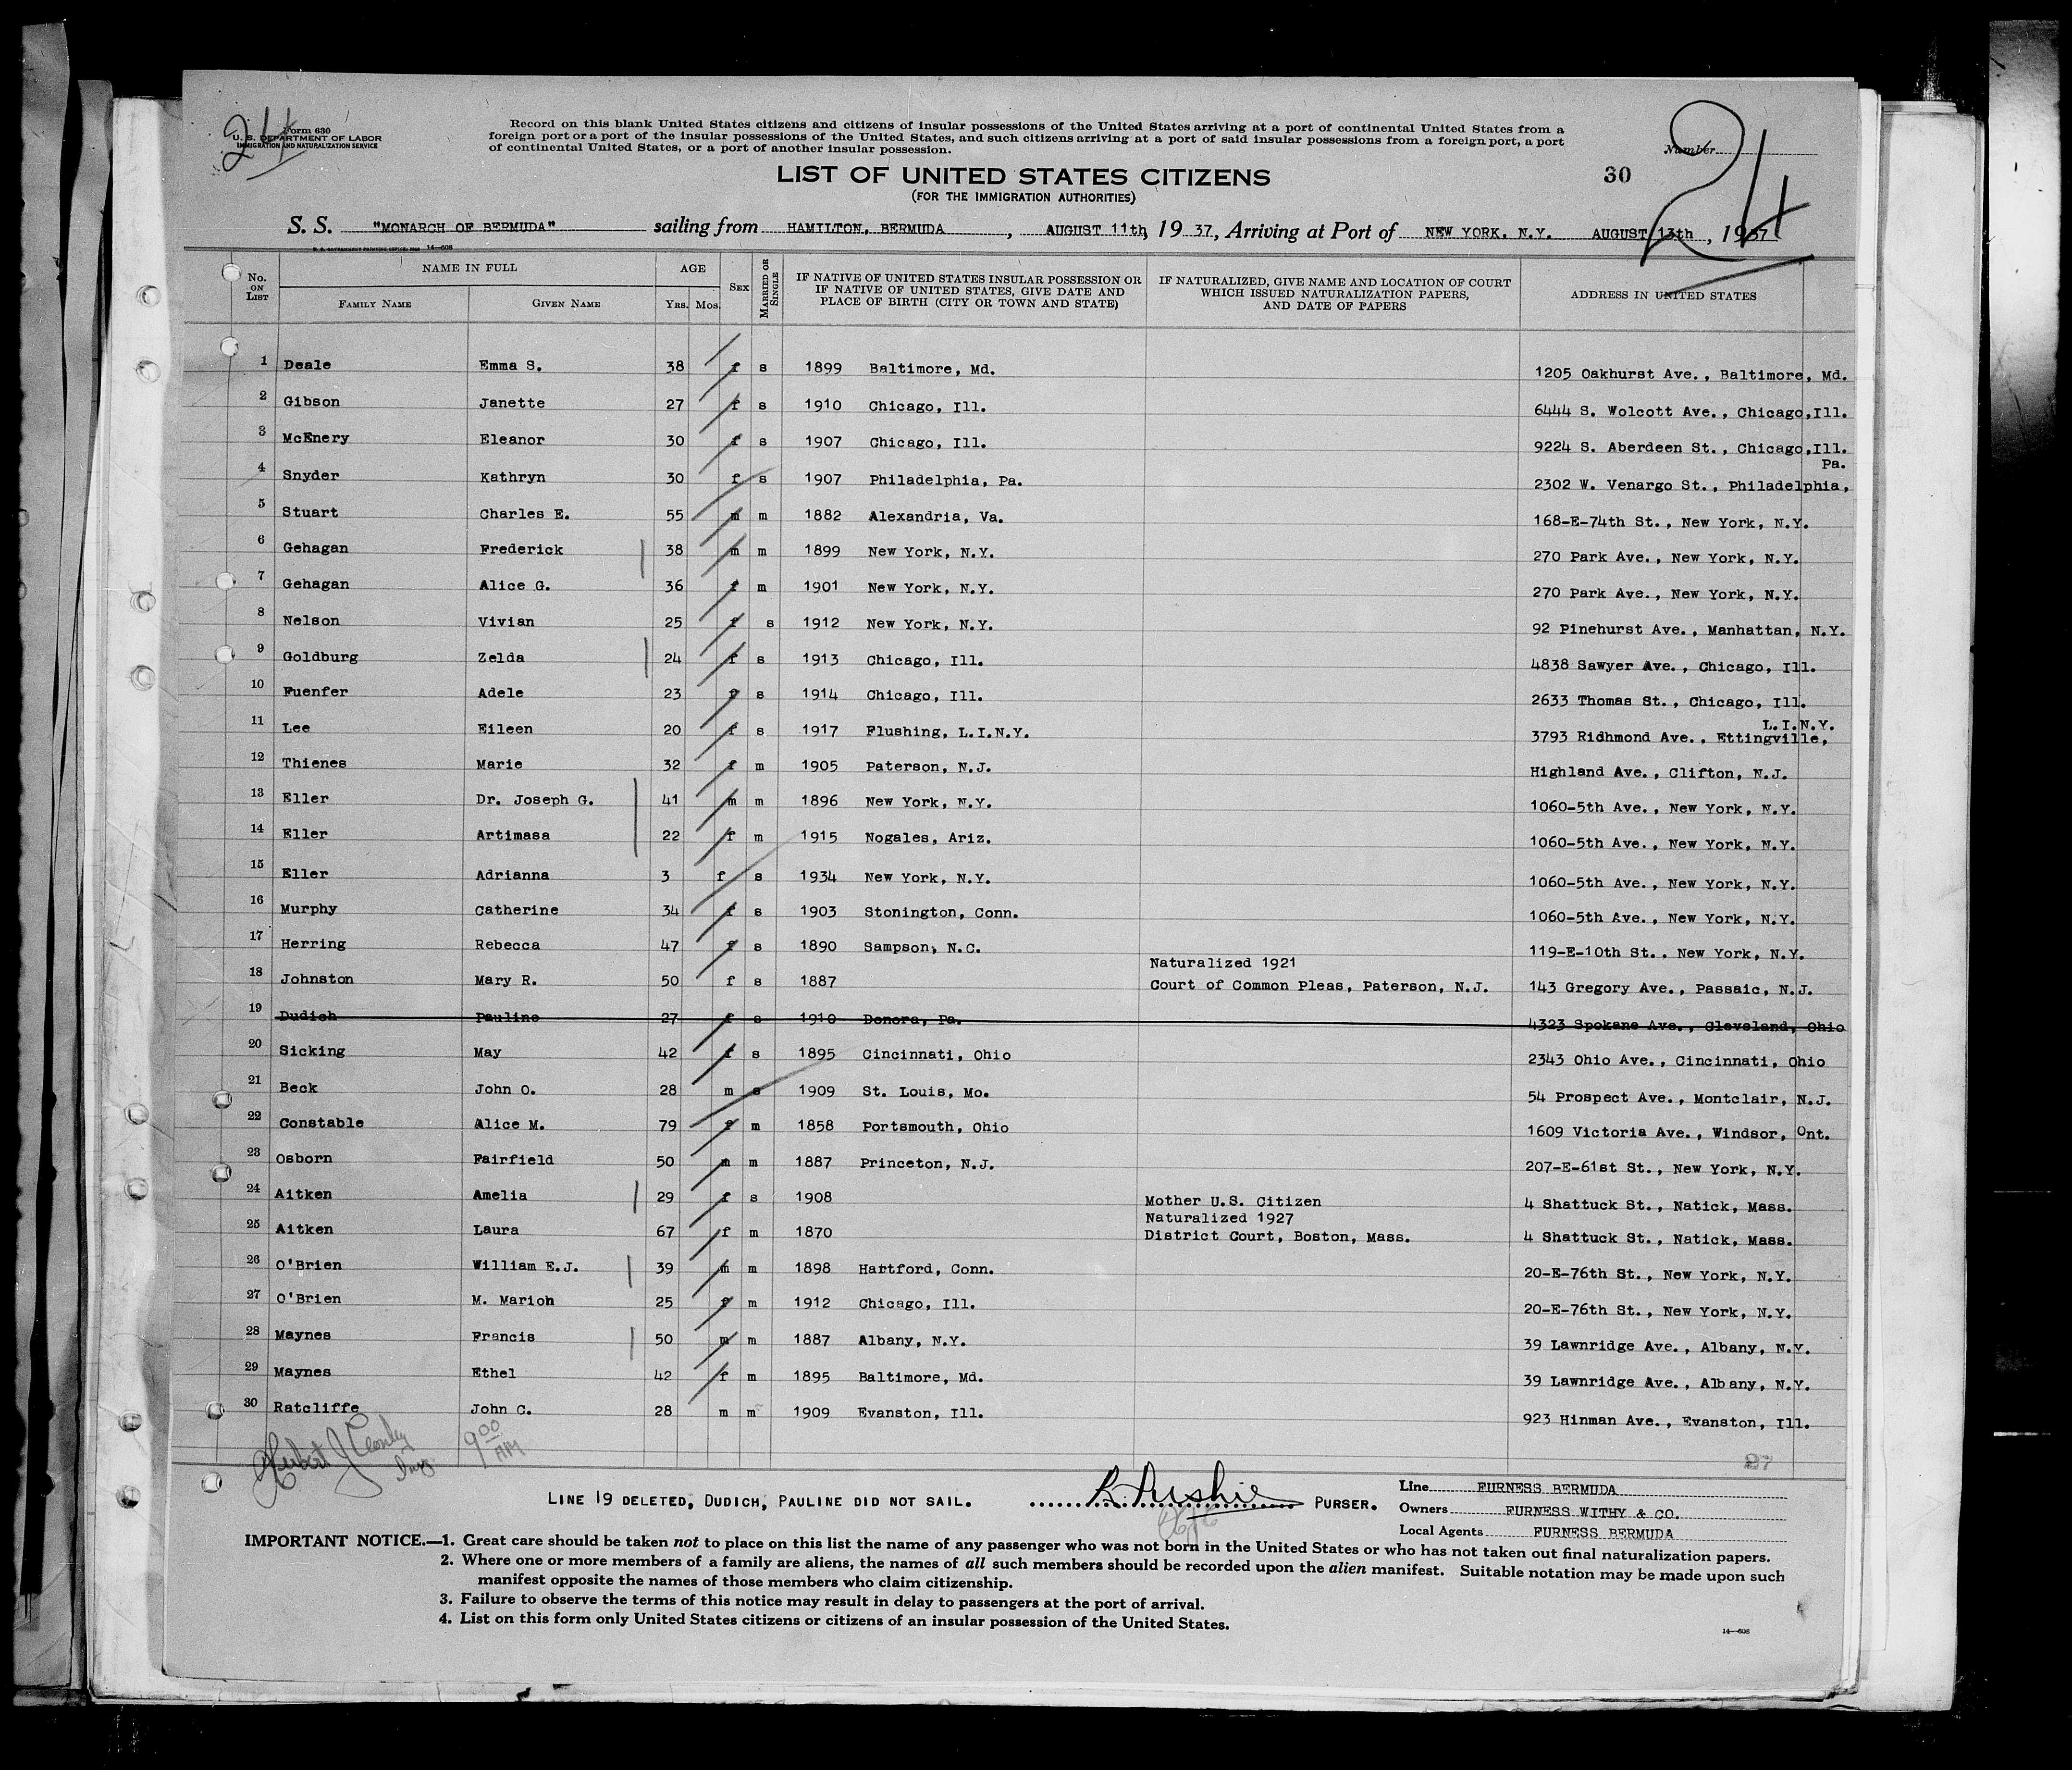 24
Form 630
U. S. DEPARTMENT OF LABOR
IMMIGRATION AND NATURALIZATION SERVICE
Record on this blank United States citizens and citizens of insular possessions of the United States arriving at a port of continental United States from a
foreign port or a port of the insular possessions of the United States, and such citizens arriving at a port of said insular possessions from a foreign port, a port
of continental United States, or a port of another insular possession.
Number
24
LIST OF UNITED STATES CITIZENS
30
(FOR THE IMMIGRATION AUTHORITIES)
S. S. "MONARCH OF BERMUDA" sailing from HAMILTON, BERMUDA, AUGUST 11th, 1937, Arriving at Port of NEW YORK. N.Y. AUGUST 13th, 1937
14—608
No. ON LIST NAME IN FULL AGE SEX MARRIED OR SINGLE IF NATIVE OF UNITED STATES INSULAR POSSESSION OR IF NATIVE OF UNITED STATES, GIVE DATE AND PLACE OF BIRTH (CITY OR TOWN AND STATE) IF NATURALIZED, GIVE NAME AND LOCATION OF COURT WHICH ISSUED NATURALIZATION PAPERS, AND DATE OF PAPERS ADDRESS IN UNITED STATES
FAMILY NAME GIVEN NAME YRS. MOS.
1 Deale Emma S. 38 f s 1899 Baltimore, Md. 1205 Oakhurst Ave., Baltimore, Md.
2 Gibson Janette 27 f s 1910 Chicago, Ill. 6444 S. Wolcott Ave., Chicago,Ill.
3 McEnery Eleanor 30 f s 1907 Chicago, Ill. 9224 S. Aberdeen St., Chicago,Ill.
Pa.
4 Snyder Kathryn 30 f s 1907 Philadelphia, Pa. 2302 W. Venargo St., Philadelphia,
5 Stuart Charles E. 55 m m 1882 Alexandria, Va. 168-E-74th St., New York, N.Y.
6 Gehagan Frederick 38 m m 1899 New York, N.Y. 270 Park Ave., New York, N.Y.
7 Gehagan Alice G. 36 f m 1901 New York, N.Y. 270 Park Ave., New York, N.Y.
8 Nelson Vivian 25 f s 1912 New York, N.Y. 92 Pinehurst Ave., Manhattan, N.Y.
9 Goldburg Zelda 24 f s 1913 Chicago, Ill. 4838 Sawyer Ave., Chicago, Ill.
10 Fuenfer Adele 23 f s 1914 Chicago, Ill. 2633 Thomas St., Chicago, Ill.
L.I.N.Y.
11 Lee Eileen 20 f s 1917 Flushing, L.I.N.Y. 3793 Ridhmond Ave., Ettingville,
12 Thienes Marie 32 f m 1905 Paterson, N.J. Highland Ave., Clifton, N.J.
13 Eller Dr. Joseph G. 41 m m 1896 New York, N.Y. 1060-5th Ave., New York, N.Y.
14 Eller Artimasa 22 f m 1915 Nogales, Ariz. 1060-5th Ave., New York, N.Y.
15 Eller Adrianna 3 f s 1934 New York, N.Y. 1060-5th Ave., New York, N.Y.
16 Murphy Catherine 34 f s 1903 Stonington, Conn. 1060-5th Ave., New York, N.Y.
17 Herring Rebecca 47 f s 1890 Sampson, N.C. 119-E-10th St., New York, N.Y.
Naturalized 1921
18 Johnston Mary R. 50 f s 1887 Court of Common Pleas, Paterson, N.J. 143 Gregory Ave., Passaic, N.J.
19 Dudich Pauline 27 f s 1910 Donora, Pa. 4323 Spokane Ave., Cleveland, Ohio
20 Sicking May 42 f s 1895 Cincinnati, Ohio 2343 Ohio Ave., Cincinnati, Ohio
21 Beck John O. 28 m s 1909 St. Louis, Mo. 54 Prospect Ave., Montclair, N.J.
22 Constable Alice M. 79 f m 1858 Portsmouth, Ohio 1609 Victoria Ave., Windsor, Ont.
23 Osborn Fairfield 50 m m 1887 Princeton, N.J. 207-E-61st St., New York, N.Y.
24 Aitken Amelia 29 f s 1908 Mother U.S. Citizen 4 Shattuck St., Natick, Mass.
Naturalized 1927
25 Aitken Laura 67 f m 1870 District Court, Boston, Mass. 4 Shattuck St., Natick, Mass.
26 O'Brien William E.J. 39 m m 1898 Hartford, Conn. 20-E-76th St., New York, N.Y.
27 O'Brien M. Marion 25 f m 1912 Chicago, Ill. 20-E-76th St., New York, N.Y.
28 Maynes Francis 50 m m 1887 Albany, N.Y. 39 Lawnridge Ave., Albany, N.Y.
29 Maynes Ethel 42 f m 1895 Baltimore, Md. 39 Lawnridge Ave., Albany, N.Y.
30 Ratcliffe John C. 28 m m 1909 Evanston, Ill. 923 Hinman Ave., Evanston, Ill.
9 00 AM
27
LINE 19 DELETED, DUDICH, PAULINE DID NOT SAIL. PURSER.
Line FURNESS BERMUDA
Owners FURNESS WITHY & CO.
Local Agents FURNESS BERMUDA
IMPORTANT NOTICE.—1. Great care should be taken not to place on this list the name of any passenger who was not born in the United States or who has not taken out final naturalization papers.
2. Where one or more members of a family are aliens, the names of all such members should be recorded upon the alien manifest. Suitable notation may be made upon such
manifest opposite the names of those members who claim citizenship.
3. Failure to observe the terms of this notice may result in delay to passengers at the port of arrival.
4. List on this form only United States citizens or citizens of an insular possession of the United States.
14—608